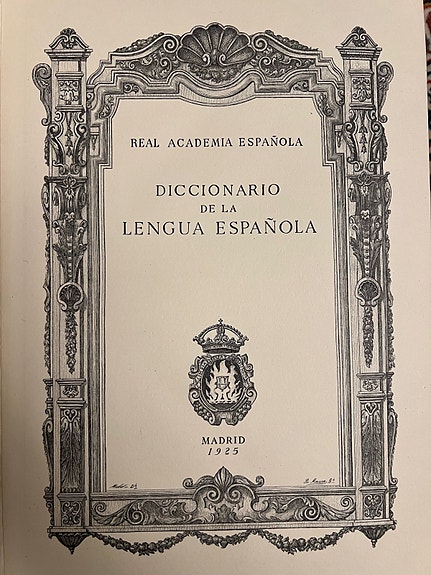 REAL ACADEMIA ESPAÑOLA
DICCIONARIO
DE LA
LENGUA ESPAÑOLA
MADRID
1925